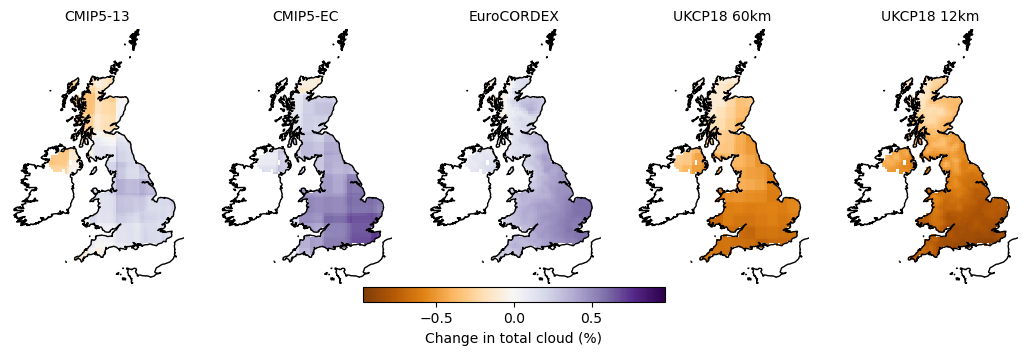 CMIP5-13 CMIP5-EC EuroCORDEX UKCP18 60km UKCP18 12km
−0.5 0.0 0.5
Change in total cloud (%)